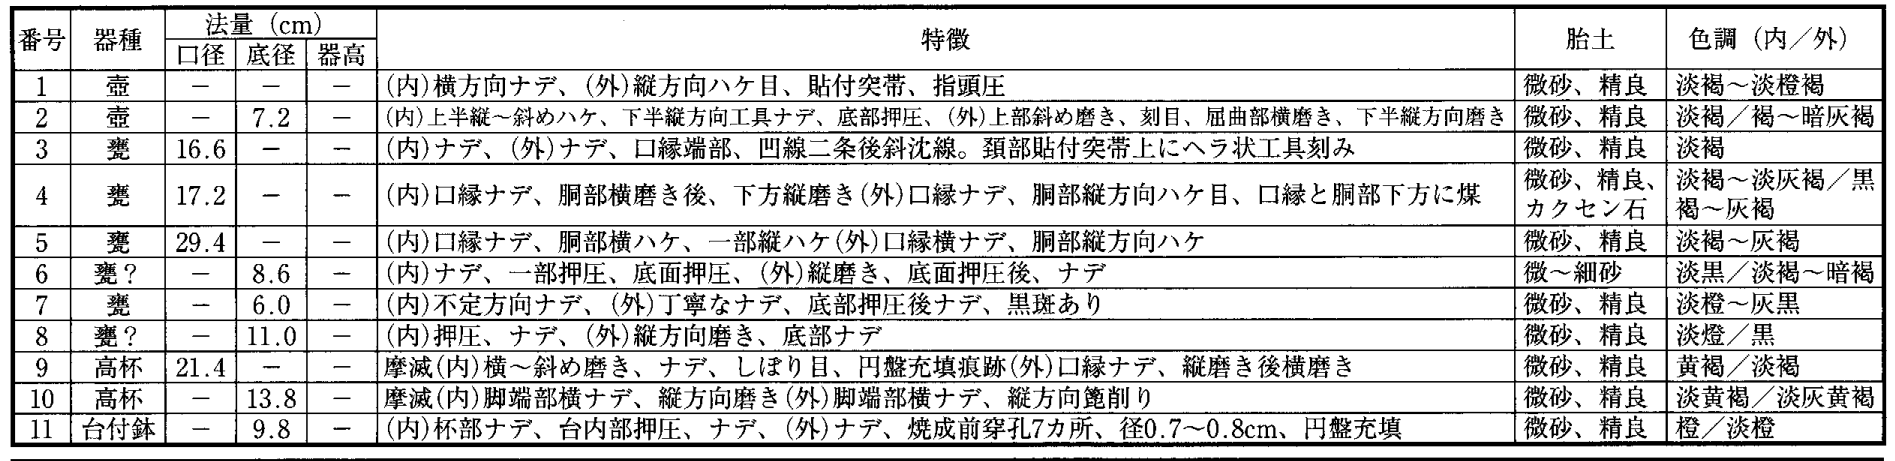 番号 器種 法量（cm） 特徴 胎土 色調（内／外）
口径 底径 器高
1 壺 － － － (内)横方向ナデ、(外)縦方向ハケ目、貼付突帯、指頭圧 微砂、精良 淡褐～淡橙褐
2 壺 － 7.2 － (内)上半縦～斜めハケ、下半縦方向工具ナデ、底部押圧、(外)上部斜め磨き、刻目、屈曲部横磨き、下半縦方向磨き 微砂、精良 淡褐／褐～暗灰褐
3 甕 16.6 － － (内)ナデ、(外)ナデ、口縁端部、凹線二条後斜沈線。頚部貼付突帯上にヘラ状工具刻み 微砂、精良 淡褐
4 甕 17.2 － － (内)口縁ナデ、胴部横磨き後、下方縦磨き(外)口縁ナデ、胴部縦方向ハケ目、口縁と胴部下方に煤 微砂、精良、 淡褐～淡灰褐／黒
カクセン石 褐～灰褐
5 甕 29.4 － － (内)口縁ナデ、胴部横ハケ、一部縦ハケ(外)口縁横ナデ、胴部縦方向ハケ 微砂、精良 淡褐～灰褐
6 甕？ － 8.6 － (内)ナデ、一部押圧、底面押圧、(外)縦磨き、底面押圧後、ナデ 微～細砂 淡黒／淡褐～暗褐
7 甕 － 6.0 － (内)不定方向ナデ、(外)丁寧なナデ、底部押圧後ナデ、黒斑あり 微砂、精良 淡橙～灰黒
8 甕？ － 11.0 － (内)押圧、ナデ、(外)縦方向磨き、底部ナデ 微砂、精良 淡燈／黒
9 高杯 21.4 － － 摩滅(内)横～斜め磨き、ナデ、しぼり目、円盤充填痕跡(外)口縁ナデ、縦磨き後横磨き 微砂、精良 黄褐／淡褐
10 高杯 － 13.8 － 摩滅(内)脚端部横ナデ、縦方向磨き(外)脚端部横ナデ、縦方向箆削り 微砂、精良 淡黄褐／淡灰黄褐
11 台付鉢 － 9.8 － (内)杯部ナデ、台内部押圧、ナデ、(外)ナデ、焼成前穿孔7カ所、径0.7～0.8cm、円盤充填 微砂、精良 橙／淡橙